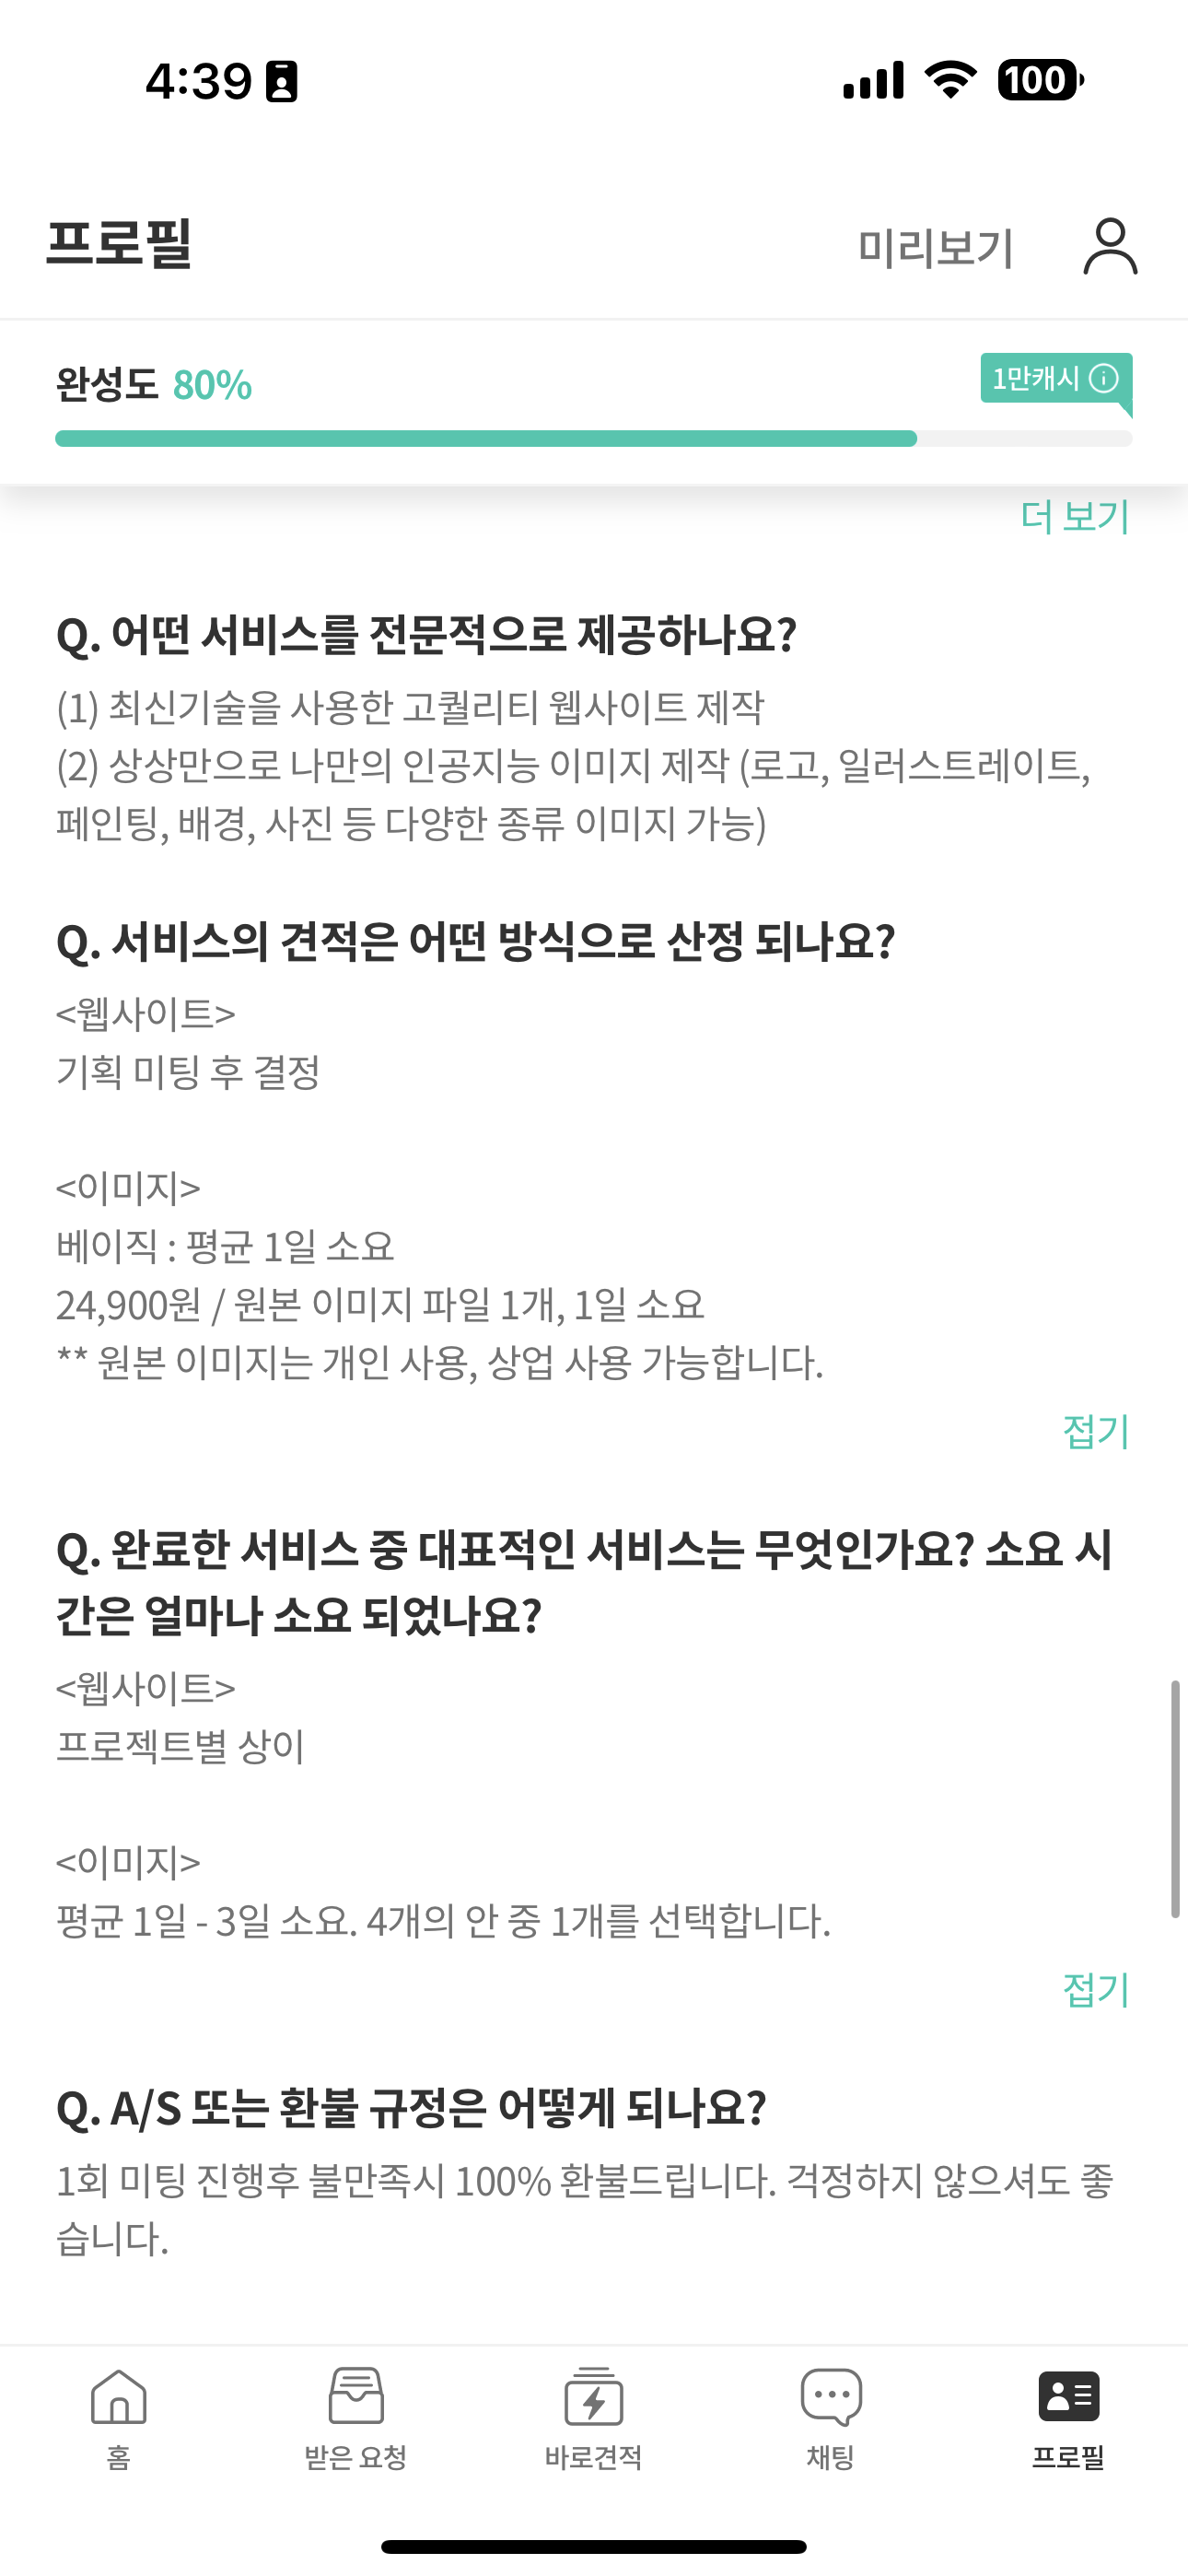 4:39
100
프로필
미리보기
완성도 80%
1만캐시
더 보기
Q. 어떤 서비스를 전문적으로 제공하나요?
(1) 최신기술을 사용한 고퀄리티 웹사이트 제작
(2) 상상만으로 나만의 인공지능 이미지 제작 (로고, 일러스트레이트,
페인팅, 배경, 사진 등 다양한 종류 이미지 가능)
Q. 서비스의 견적은 어떤 방식으로 산정 되나요?
<웹사이트>
기획 미팅 후 결정
<이미지>
베이직 : 평균 1일 소요
24,900원 / 원본 이미지 파일 1개, 1일 소요
** 원본 이미지는 개인 사용, 상업 사용 가능합니다.
접기
Q. 완료한 서비스 중 대표적인 서비스는 무엇인가요? 소요 시
간은 얼마나 소요 되었나요?
<웹사이트>
프로젝트별 상이
<이미지>
평균 1일 - 3일 소요. 4개의 안 중 1개를 선택합니다.
접기
Q. A/S 또는 환불 규정은 어떻게 되나요?
1회 미팅 진행후 불만족시 100% 환불드립니다. 걱정하지 않으셔도 좋
습니다.
홈
받은 요청
바로견적
채팅
프로필